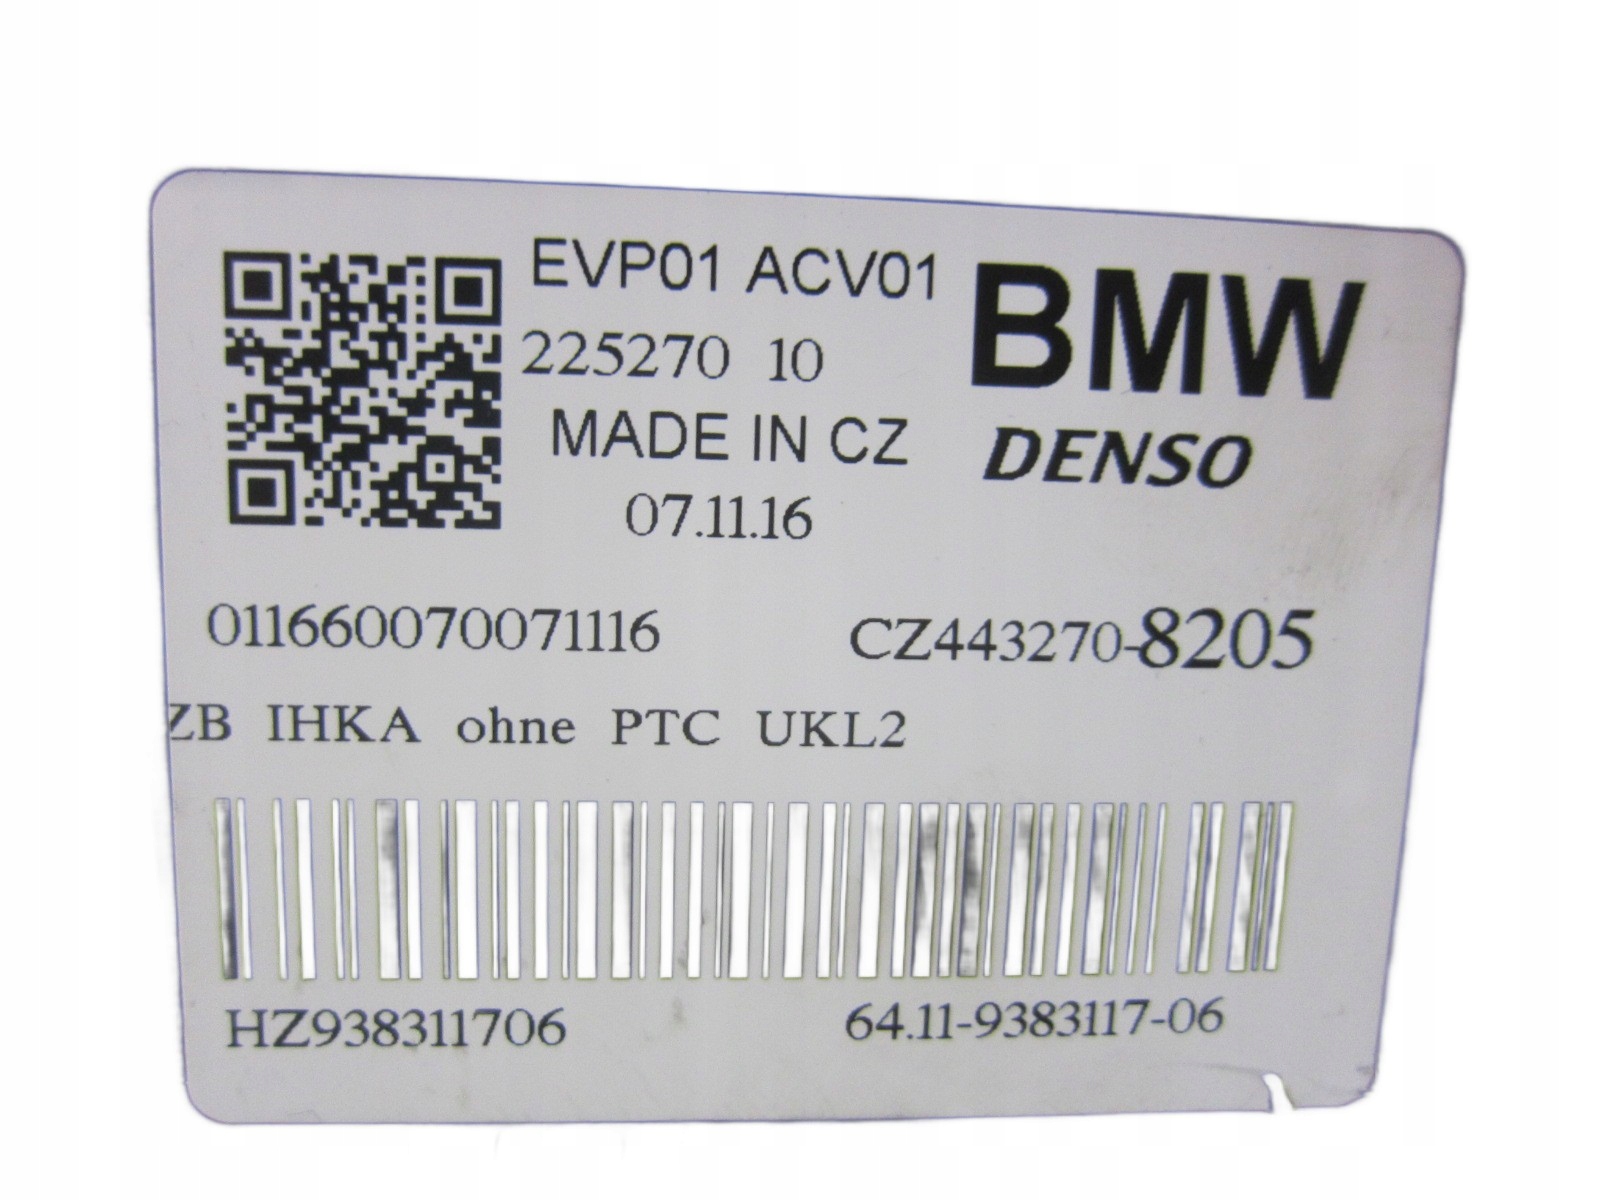 EVP01 ACV01
BMW
225270 10
DENSO
MADE IN CZ
07.11.16
011660070071116
CZ443270-8205
ZB IHKA ohne PTC UKL2
HZ938311706
64.11-9383117-06